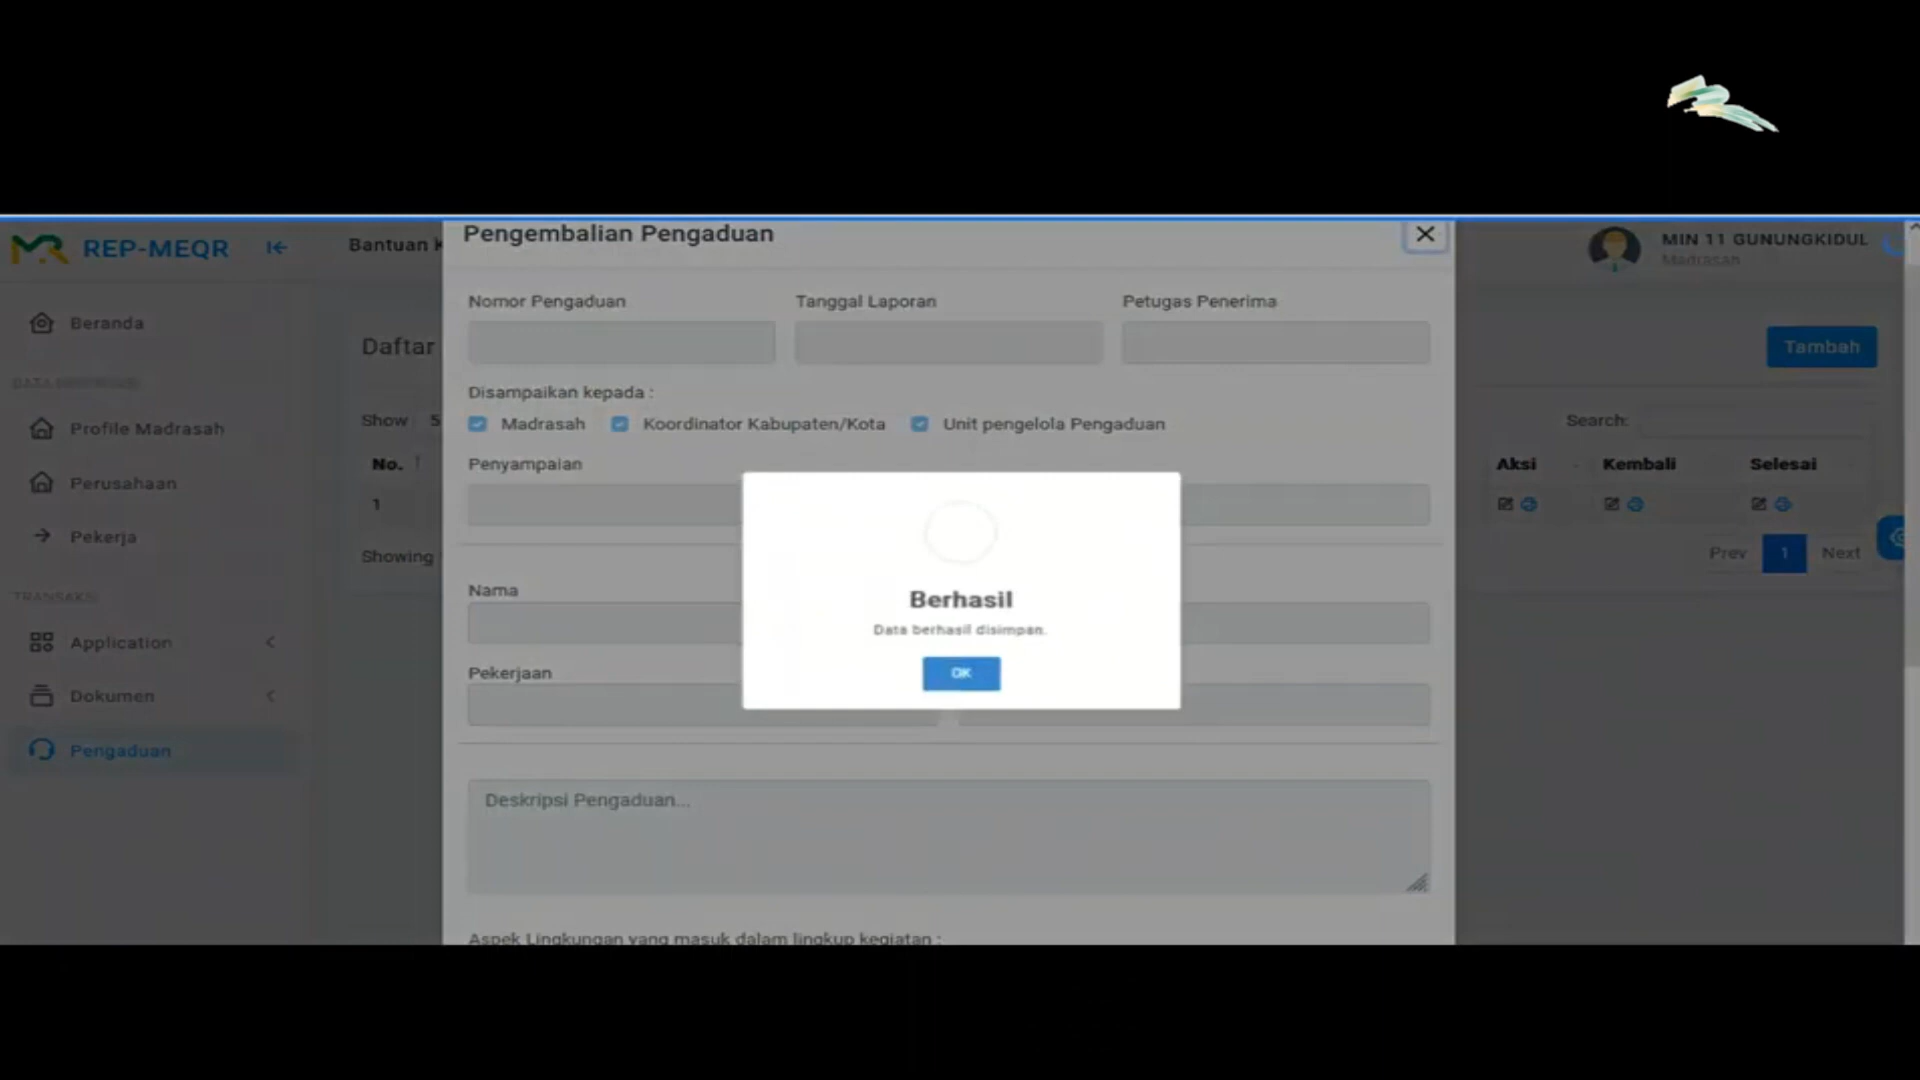 REP-MEQR
Bantuan K
Pengembalian Pengaduan
MIN 11 GUNUNGKIDUL
Madrasah
Beranda
Profile Madrasah
Perusahaan
Pekerja
TRANSAKSI
Application
Dokumen
Pengaduan
Daftar
Tambah
Show 5
Search:
No.
1
Showing
Nomor Pengaduan Tanggal Laporan Petugas Penerima
Disampaikan kepada :
Madrasah Koordinator Kabupaten/Kota Unit pengelola Pengaduan
Penyampaian
Nama
Pekerjaan
Deskripsi Pengaduan...
Aspek Lingkungan yang masuk dalam lingkup kegiatan :
Berhasil
Data berhasil disimpan.
OK
Aksi Kembali Selesai
Prev 1 Next